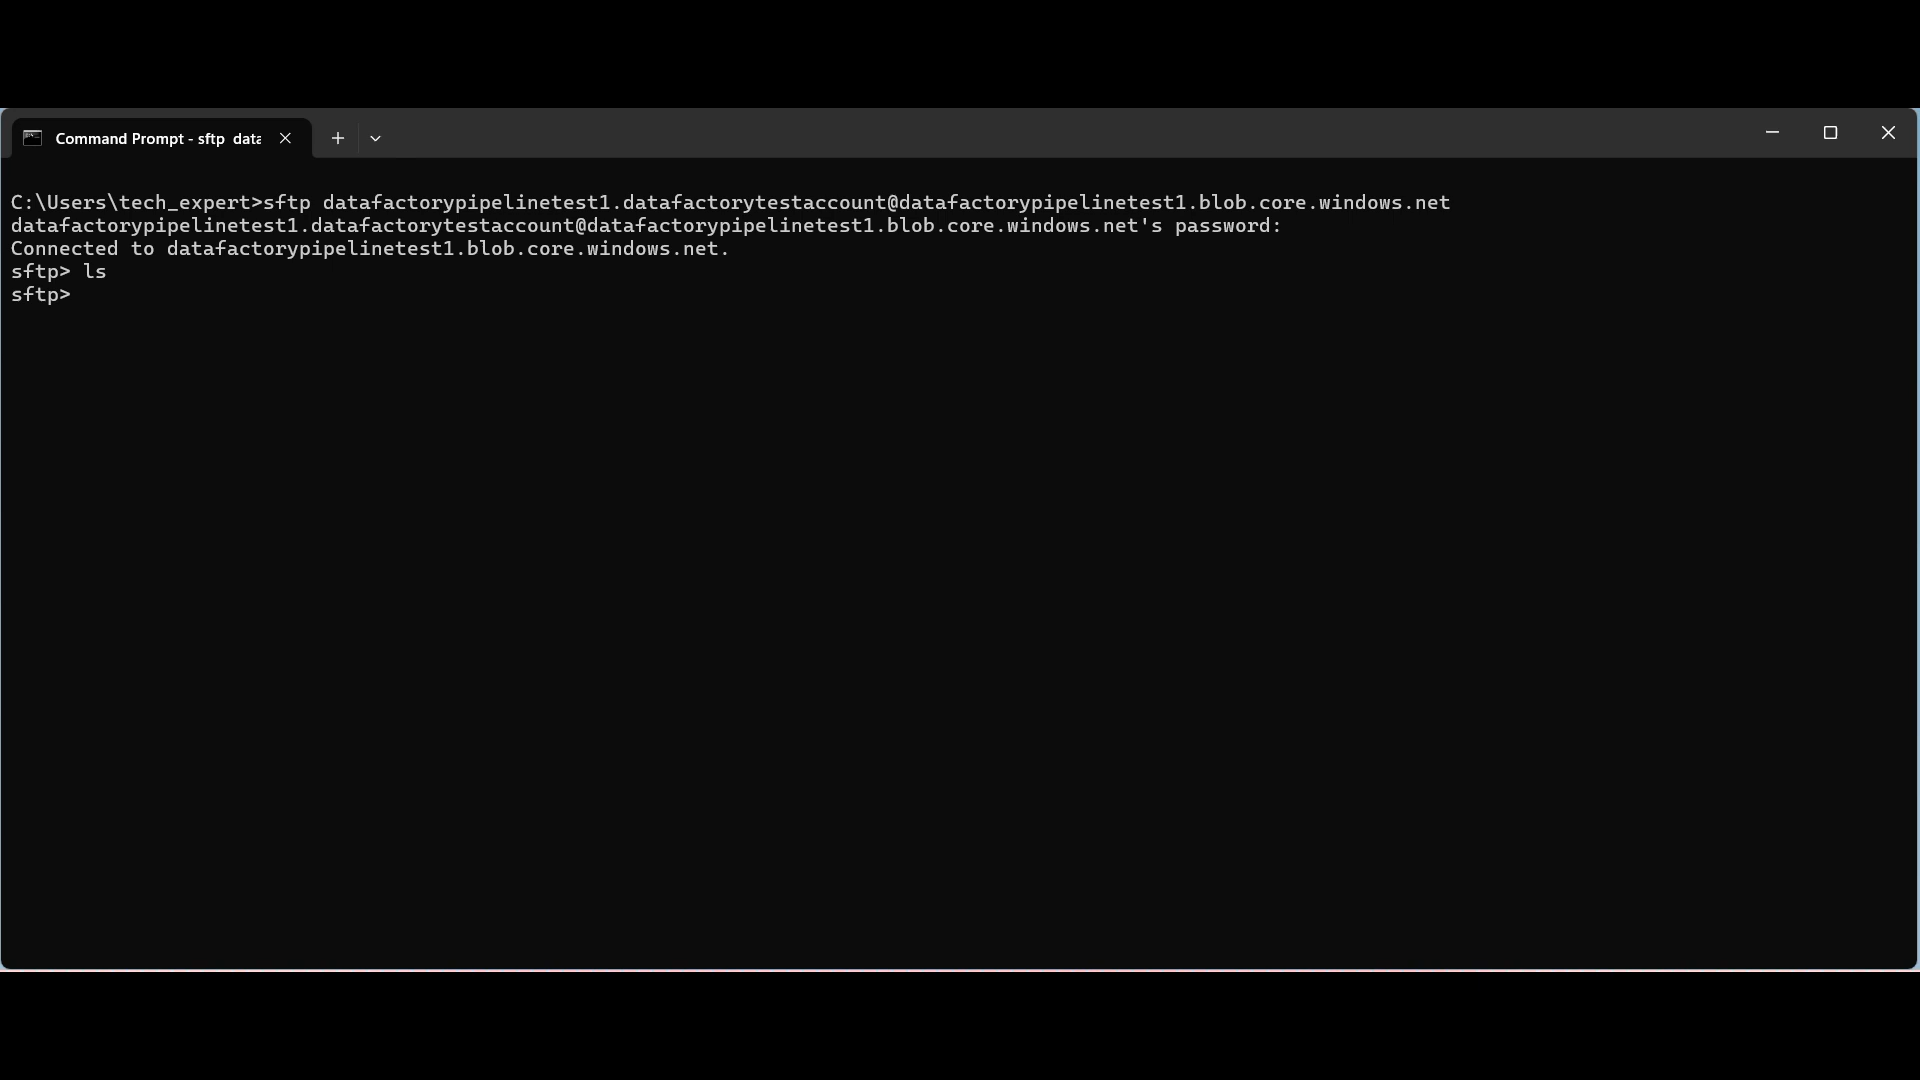 Command Prompt - sftp data
C:\Users\tech_expert>sftp datafactorypipelinetest1.datafactorytestaccount@datafactorypipelinetest1.blob.core.windows.net
datafactorypipelinetest1.datafactorytestaccount@datafactorypipelinetest1.blob.core.windows.net's password:
Connected to datafactorypipelinetest1.blob.core.windows.net.
sftp> ls
sftp>